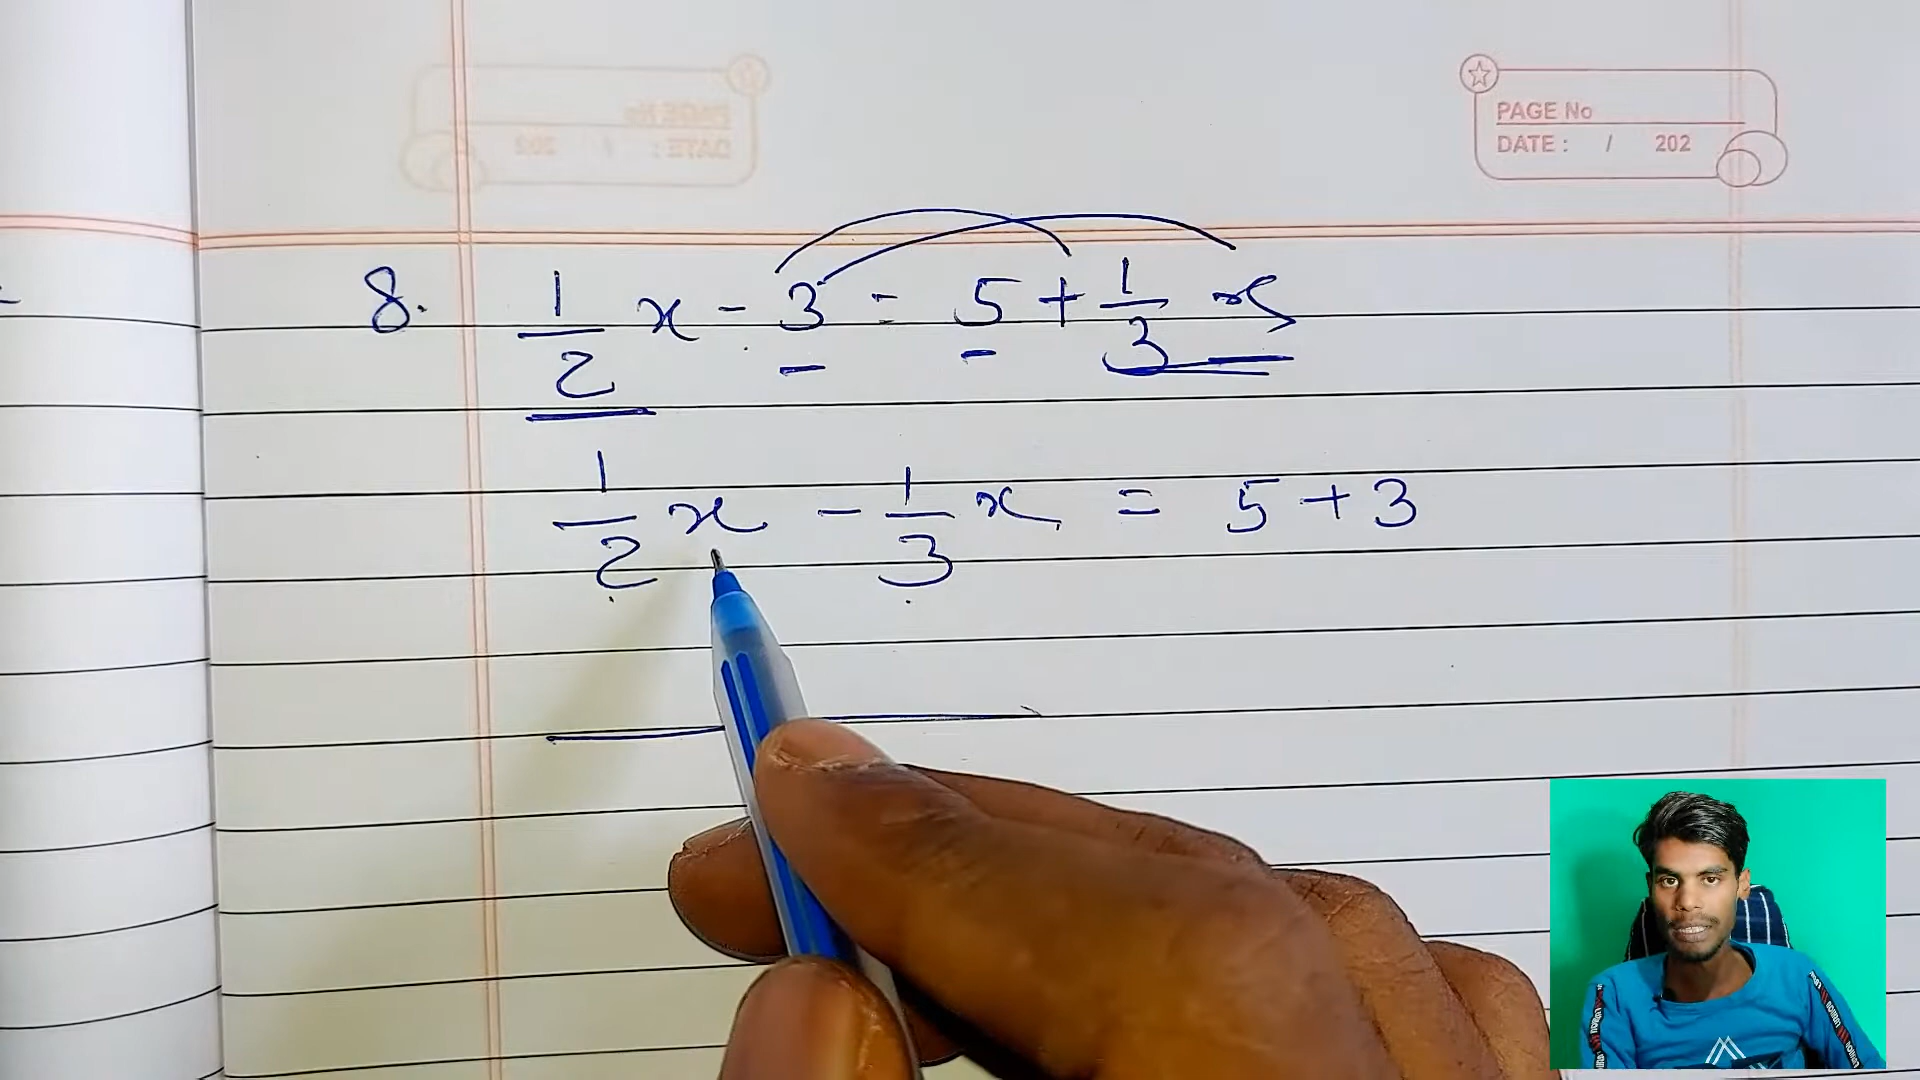 PAGE No
DATE : / 202
8. 1/2 x - 3 = 5 + 1/3 x
1/2 x - 1/3 x = 5 + 3